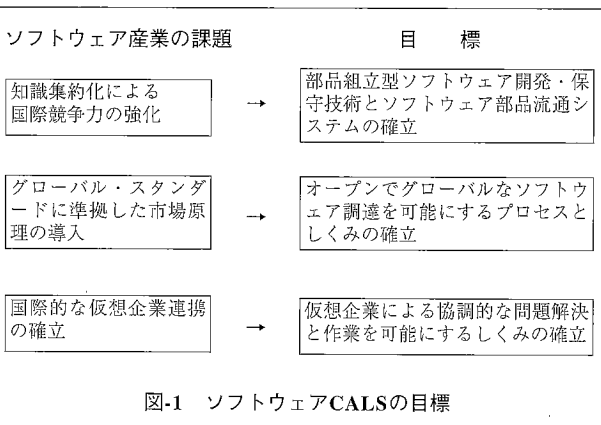 ソフトウェア産業の課題 目 標
知識集約化による
国際競争力の強化
→
部品組立型ソフトウェア開発・保
守技術とソフトウェア部品流通シ
ステムの確立
グローバル・スタンダ
ードに準拠した市場原
理の導入
→
オープンでグローバルなソフトウ
ェア調達を可能にするプロセスと
しくみの確立
国際的な仮想企業連携
の確立
→
仮想企業による協調的な問題解決
と作業を可能にするしくみの確立
図-1 ソフトウェアCALSの目標